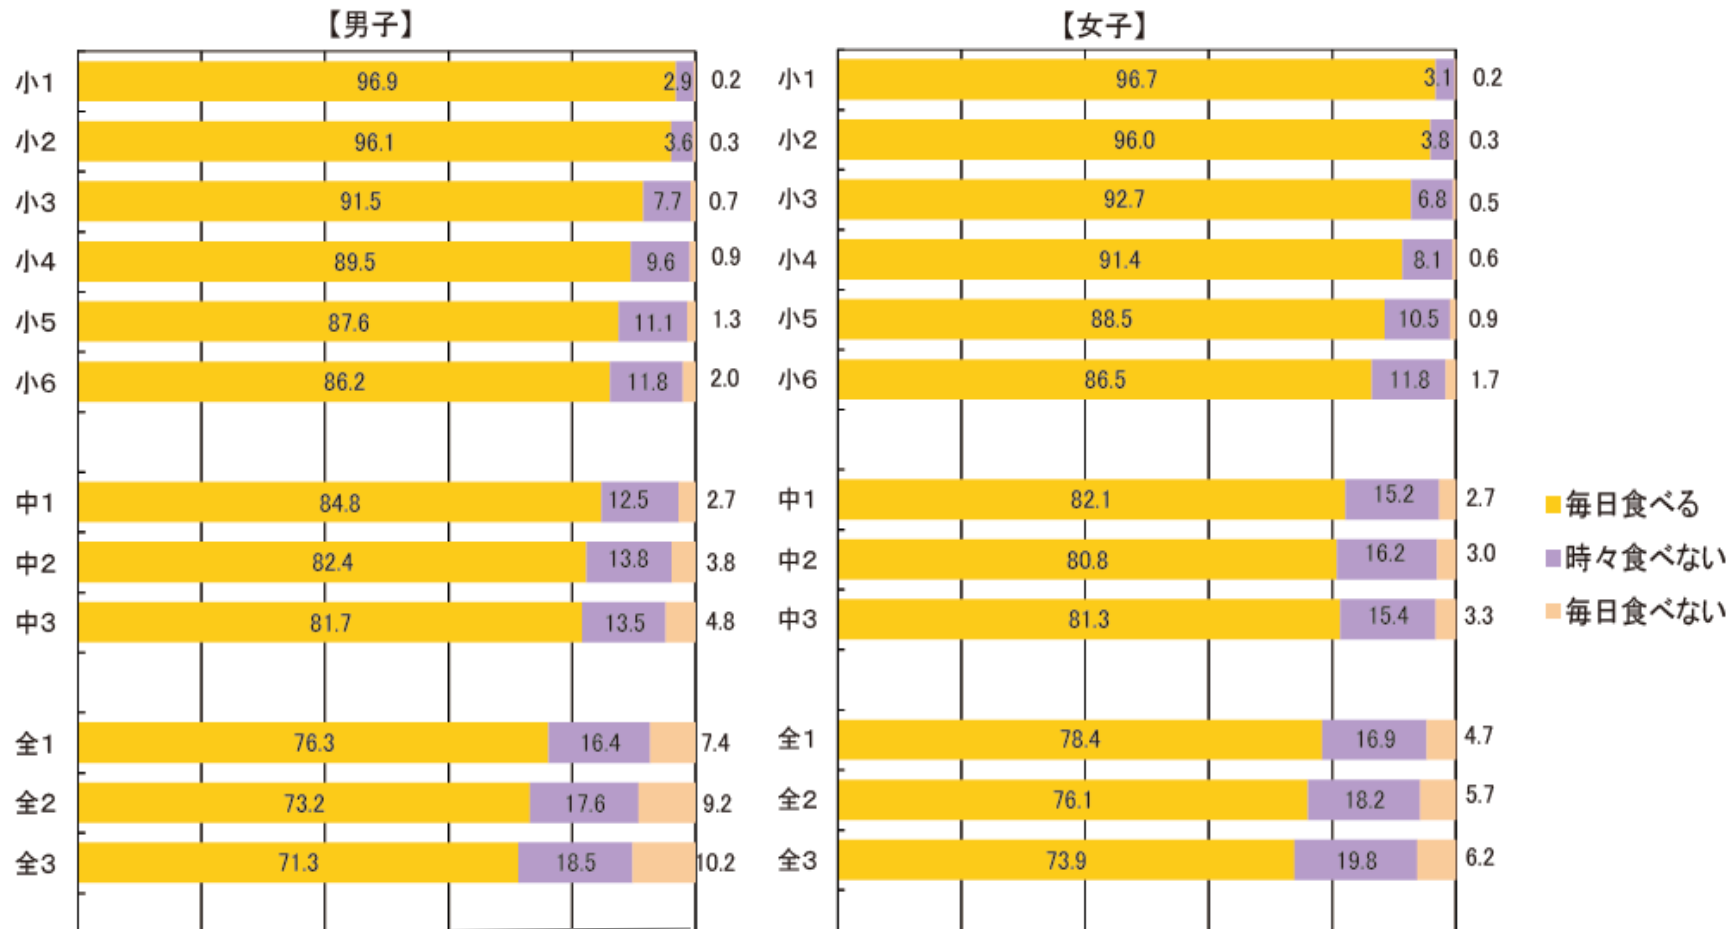 【男子】
小1 96.9 2.9 0.2
小2 96.1 3.6 0.3
小3 91.5 7.7 0.7
小4 89.5 9.6 0.9
小5 87.6 11.1 1.3
小6 86.2 11.8 2.0
中1 84.8 12.5 2.7
中2 82.4 13.8 3.8
中3 81.7 13.5 4.8
全1 76.3 16.4 7.4
全2 73.2 17.6 9.2
全3 71.3 18.5 10.2
【女子】
小1 96.7 3.1 0.2
小2 96.0 3.8 0.3
小3 92.7 6.8 0.5
小4 91.4 8.1 0.6
小5 88.5 10.5 0.9
小6 86.5 11.8 1.7
中1 82.1 15.2 2.7
中2 80.8 16.2 3.0
中3 81.3 15.4 3.3
全1 78.4 16.9 4.7
全2 76.1 18.2 5.7
全3 73.9 19.8 6.2
毎日食べる
時々食べない
毎日食べない